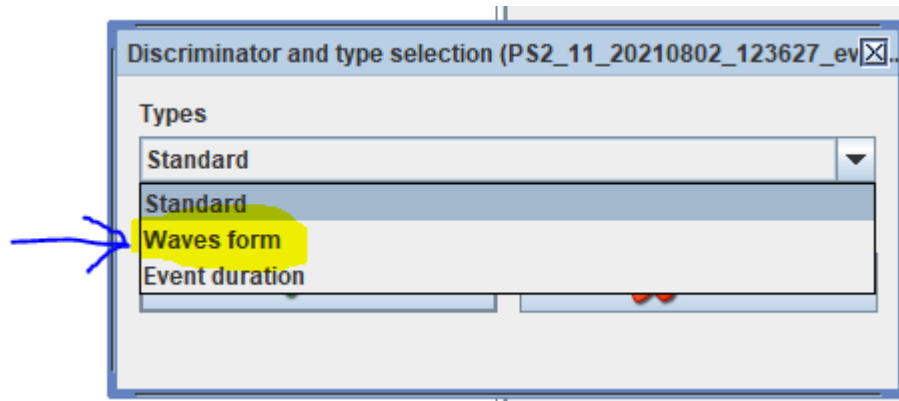 Discriminator and type selection (PS2_11_20210802_123627_ev...
Types
Standard
Standard
Waves form
Event duration